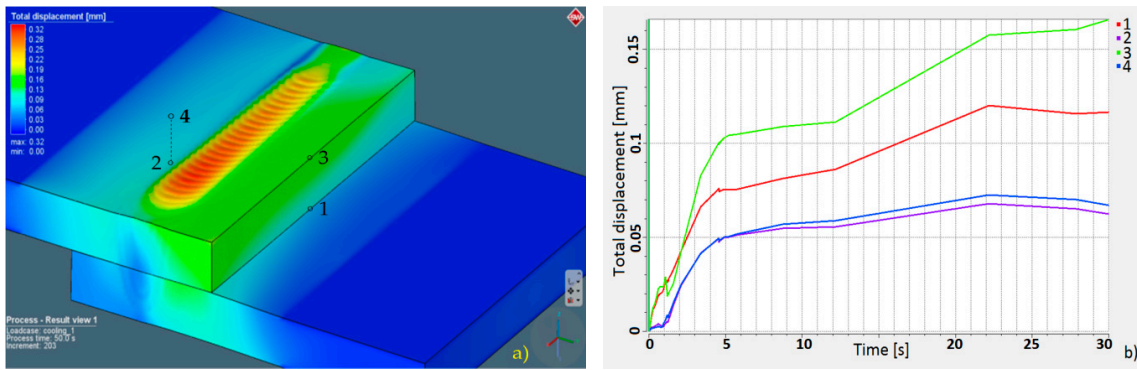 Total displacement [mm]
0.32
0.28
0.25
0.22
0.19
0.16
0.13
0.09
0.06
0.03
0.00
max: 0.32
min: 0.00
4
2
3
1
Process - Result view 1
Loadcase: cooling_1
Process time: 50.0 s
Increment: 203
a)
Total displacement [mm]
0.15
0.1
0.05
0
0
5
10
15
20
25
30
Time [s]
1
2
3
4
b)